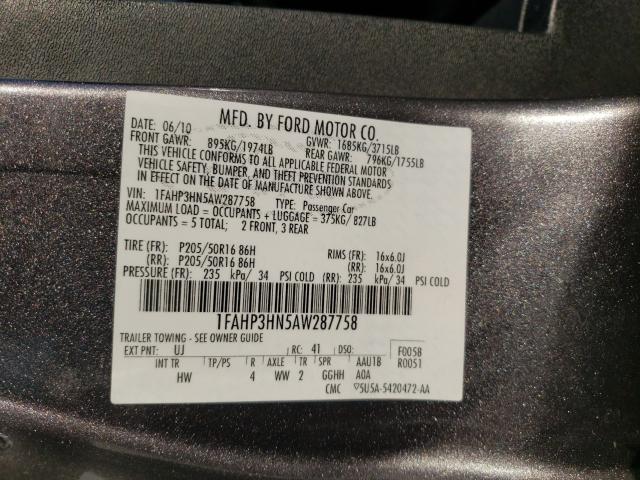 MFD. BY FORD MOTOR CO.
DATE: 06/10 GVWR: 1685KG/3715LB
FRONT GAWR: 895KG/1974LB REAR GAWR: 796KG/1755LB
THIS VEHICLE CONFORMS TO ALL APPLICABLE FEDERAL MOTOR
VEHICLE SAFETY, BUMPER, AND THEFT PREVENTION STANDARDS
IN EFFECT ON THE DATE OF MANUFACTURE SHOWN ABOVE.
VIN: 1FAHP3HN5AW287758 TYPE: Passenger Car
MAXIMUM LOAD = OCCUPANTS + LUGGAGE = 375KG/ 827LB
OCCUPANTS = 5 TOTAL; 2 FRONT, 3 REAR
TIRE (FR): P205/50R16 86H RIMS (FR): 16x6.0J
(RR): P205/50R16 86H (RR): 16x6.0J
PRESSURE (FR): 235 kPa/ 34 PSI COLD (RR): 235 kPa/ 34 PSI COLD
1FAHP3HN5AW287758
TRAILER TOWING - SEE OWNER GUIDE
EXT PNT: UJ RC: 41 DSO: F0058
INT TR TP/PS R AXLE TR SPR AAU1B R0051
HW 4 WW 2 GGHH A0A
CMC 5U5A-5420472-AA